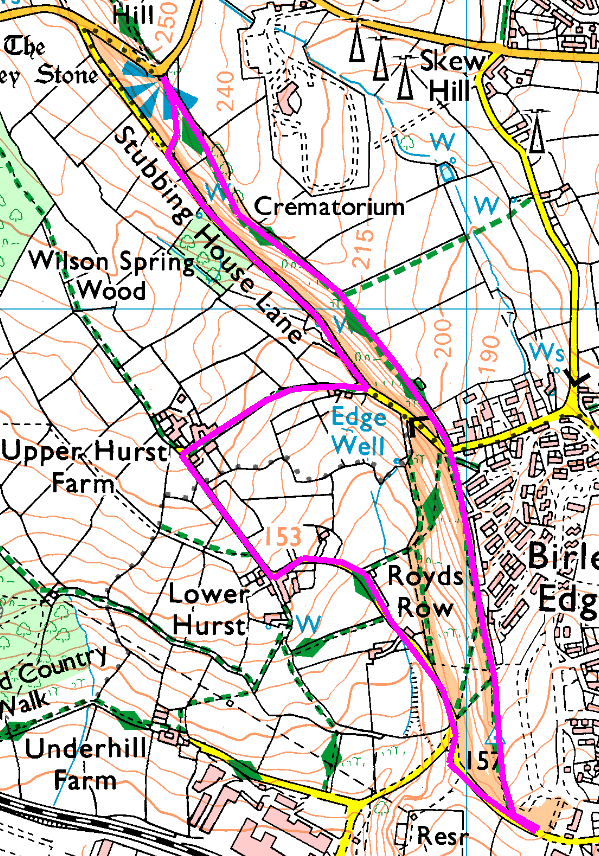 Hill
250
The
ey Stone
240
Skew
Hill
W
Stubbing House Lane
W
W
Crematorium
215
Wilson Spring
Wood
W
200
190
Ws
Edge
Well
Upper Hurst
Farm
153
Birle
Edg
Royds
Row
Lower
Hurst
W
d Country
Walk
Underhill
Farm
157
Resr